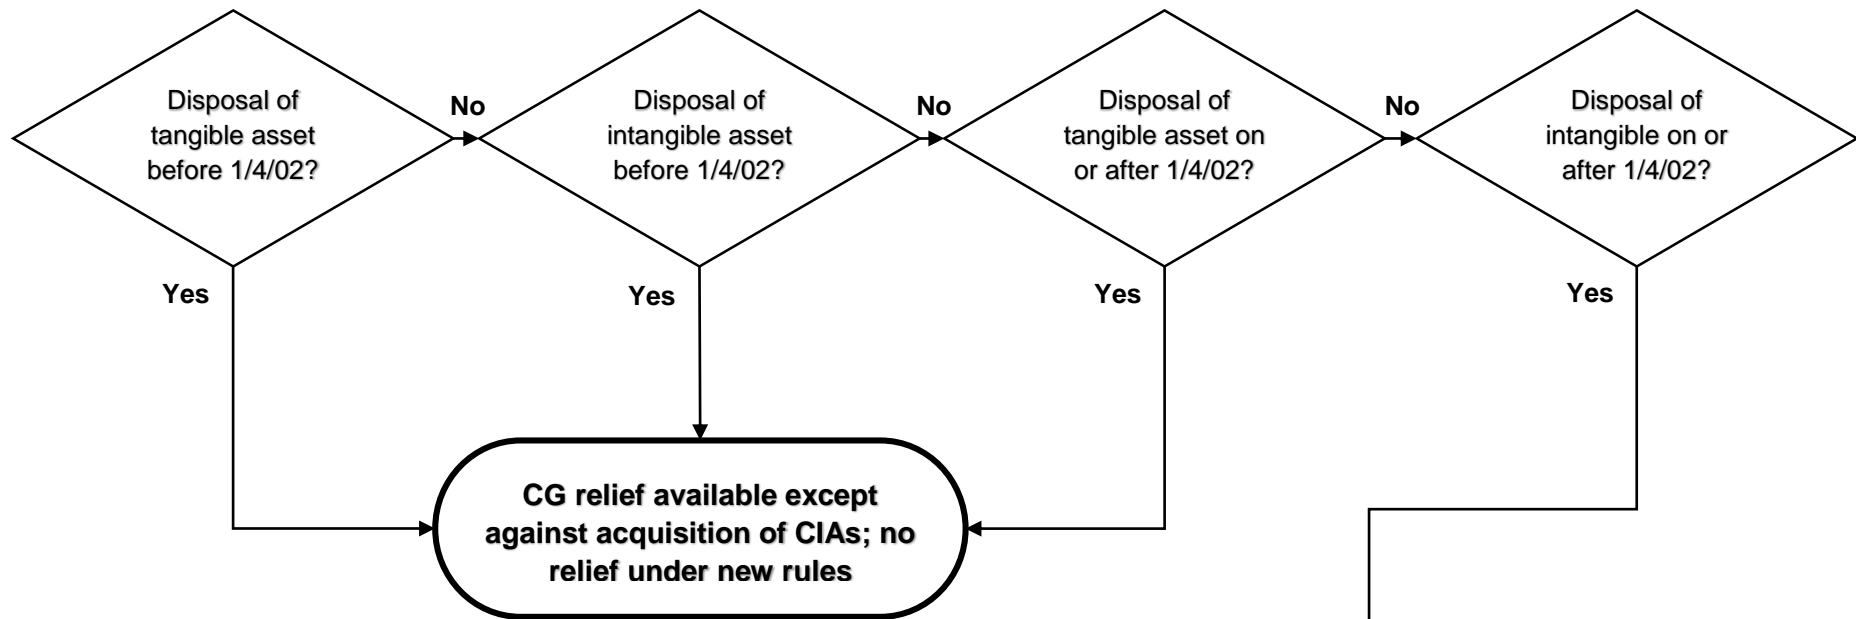 Disposal of
tangible asset
before 1/4/02?
No
Disposal of
intangible asset
before 1/4/02?
No
Disposal of
tangible asset on
or after 1/4/02?
No
Disposal of
intangible on or
after 1/4/02?
Yes
Yes
Yes
Yes
CG relief available except
against acquisition of CIAs; no
relief under new rules